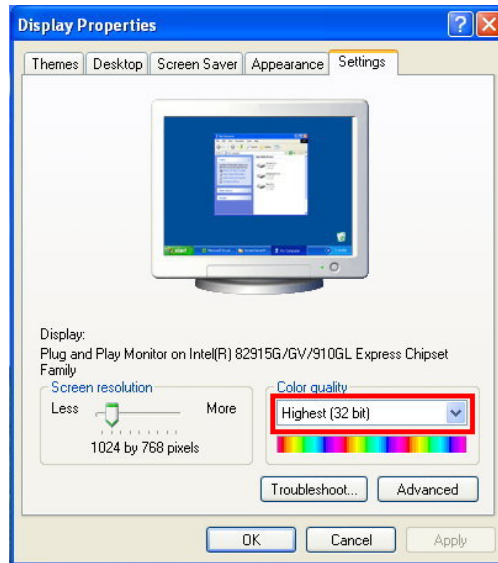 Display Properties
Themes Desktop Screen Saver Appearance Settings
start
Display:
Plug and Play Monitor on Intel(R) 82915G/GV/910GL Express Chipset
Family
Screen resolution
Less More
1024 by 768 pixels
Color quality
Highest (32 bit)
Troubleshoot... Advanced
OK Cancel Apply